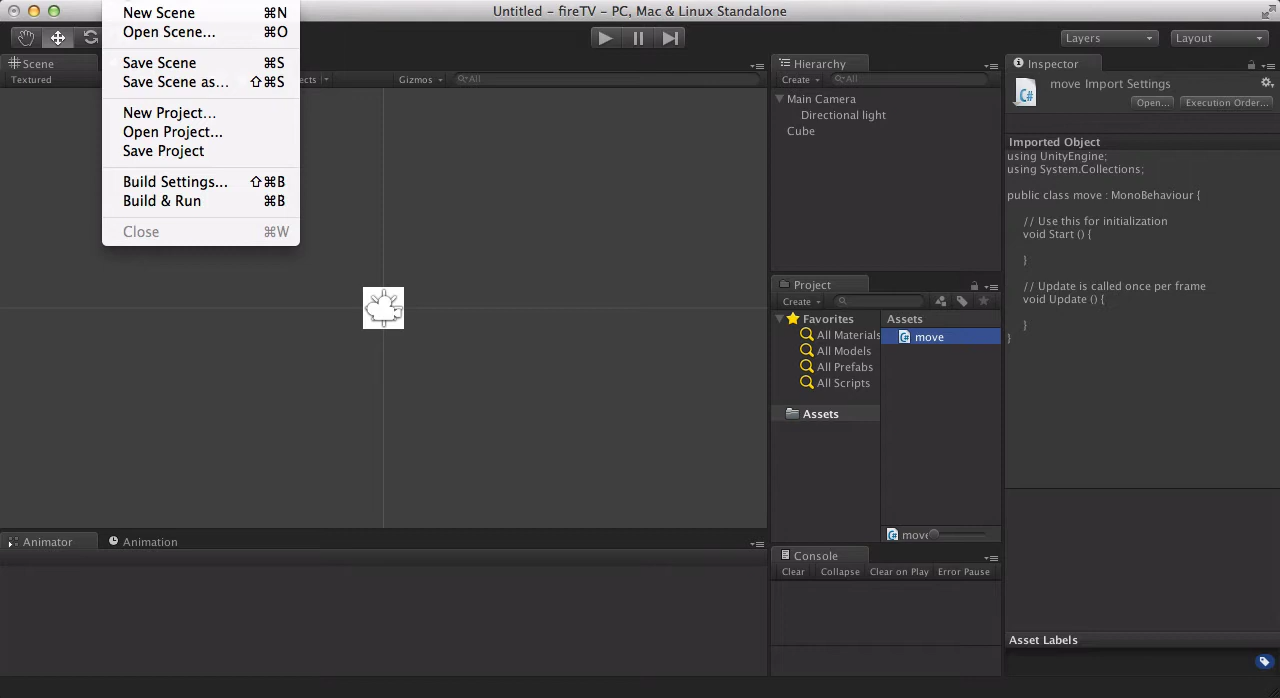 Untitled – fireTV – PC, Mac & Linux Standalone
New Scene ⌘N
Open Scene... ⌘O
Save Scene ⌘S
Save Scene as... ⇧⌘S
New Project...
Open Project...
Save Project
Build Settings... ⇧⌘B
Build & Run ⌘B
Close ⌘W
Layers
Layout
Scene
Textured
ects
Gizmos
All
Hierarchy
Create
All
Main Camera
Directional light
Cube
Project
Create
Favorites
All Materials
All Models
All Prefabs
All Scripts
Assets
Assets
move
move
Console
Clear Collapse Clear on Play Error Pause
Inspector
C#
move Import Settings
Open...
Execution Order...
Imported Object
using UnityEngine;
using System.Collections;
public class move : MonoBehaviour {
// Use this for initialization
void Start () {
}
// Update is called once per frame
void Update () {
}
}
Asset Labels
Animator
Animation